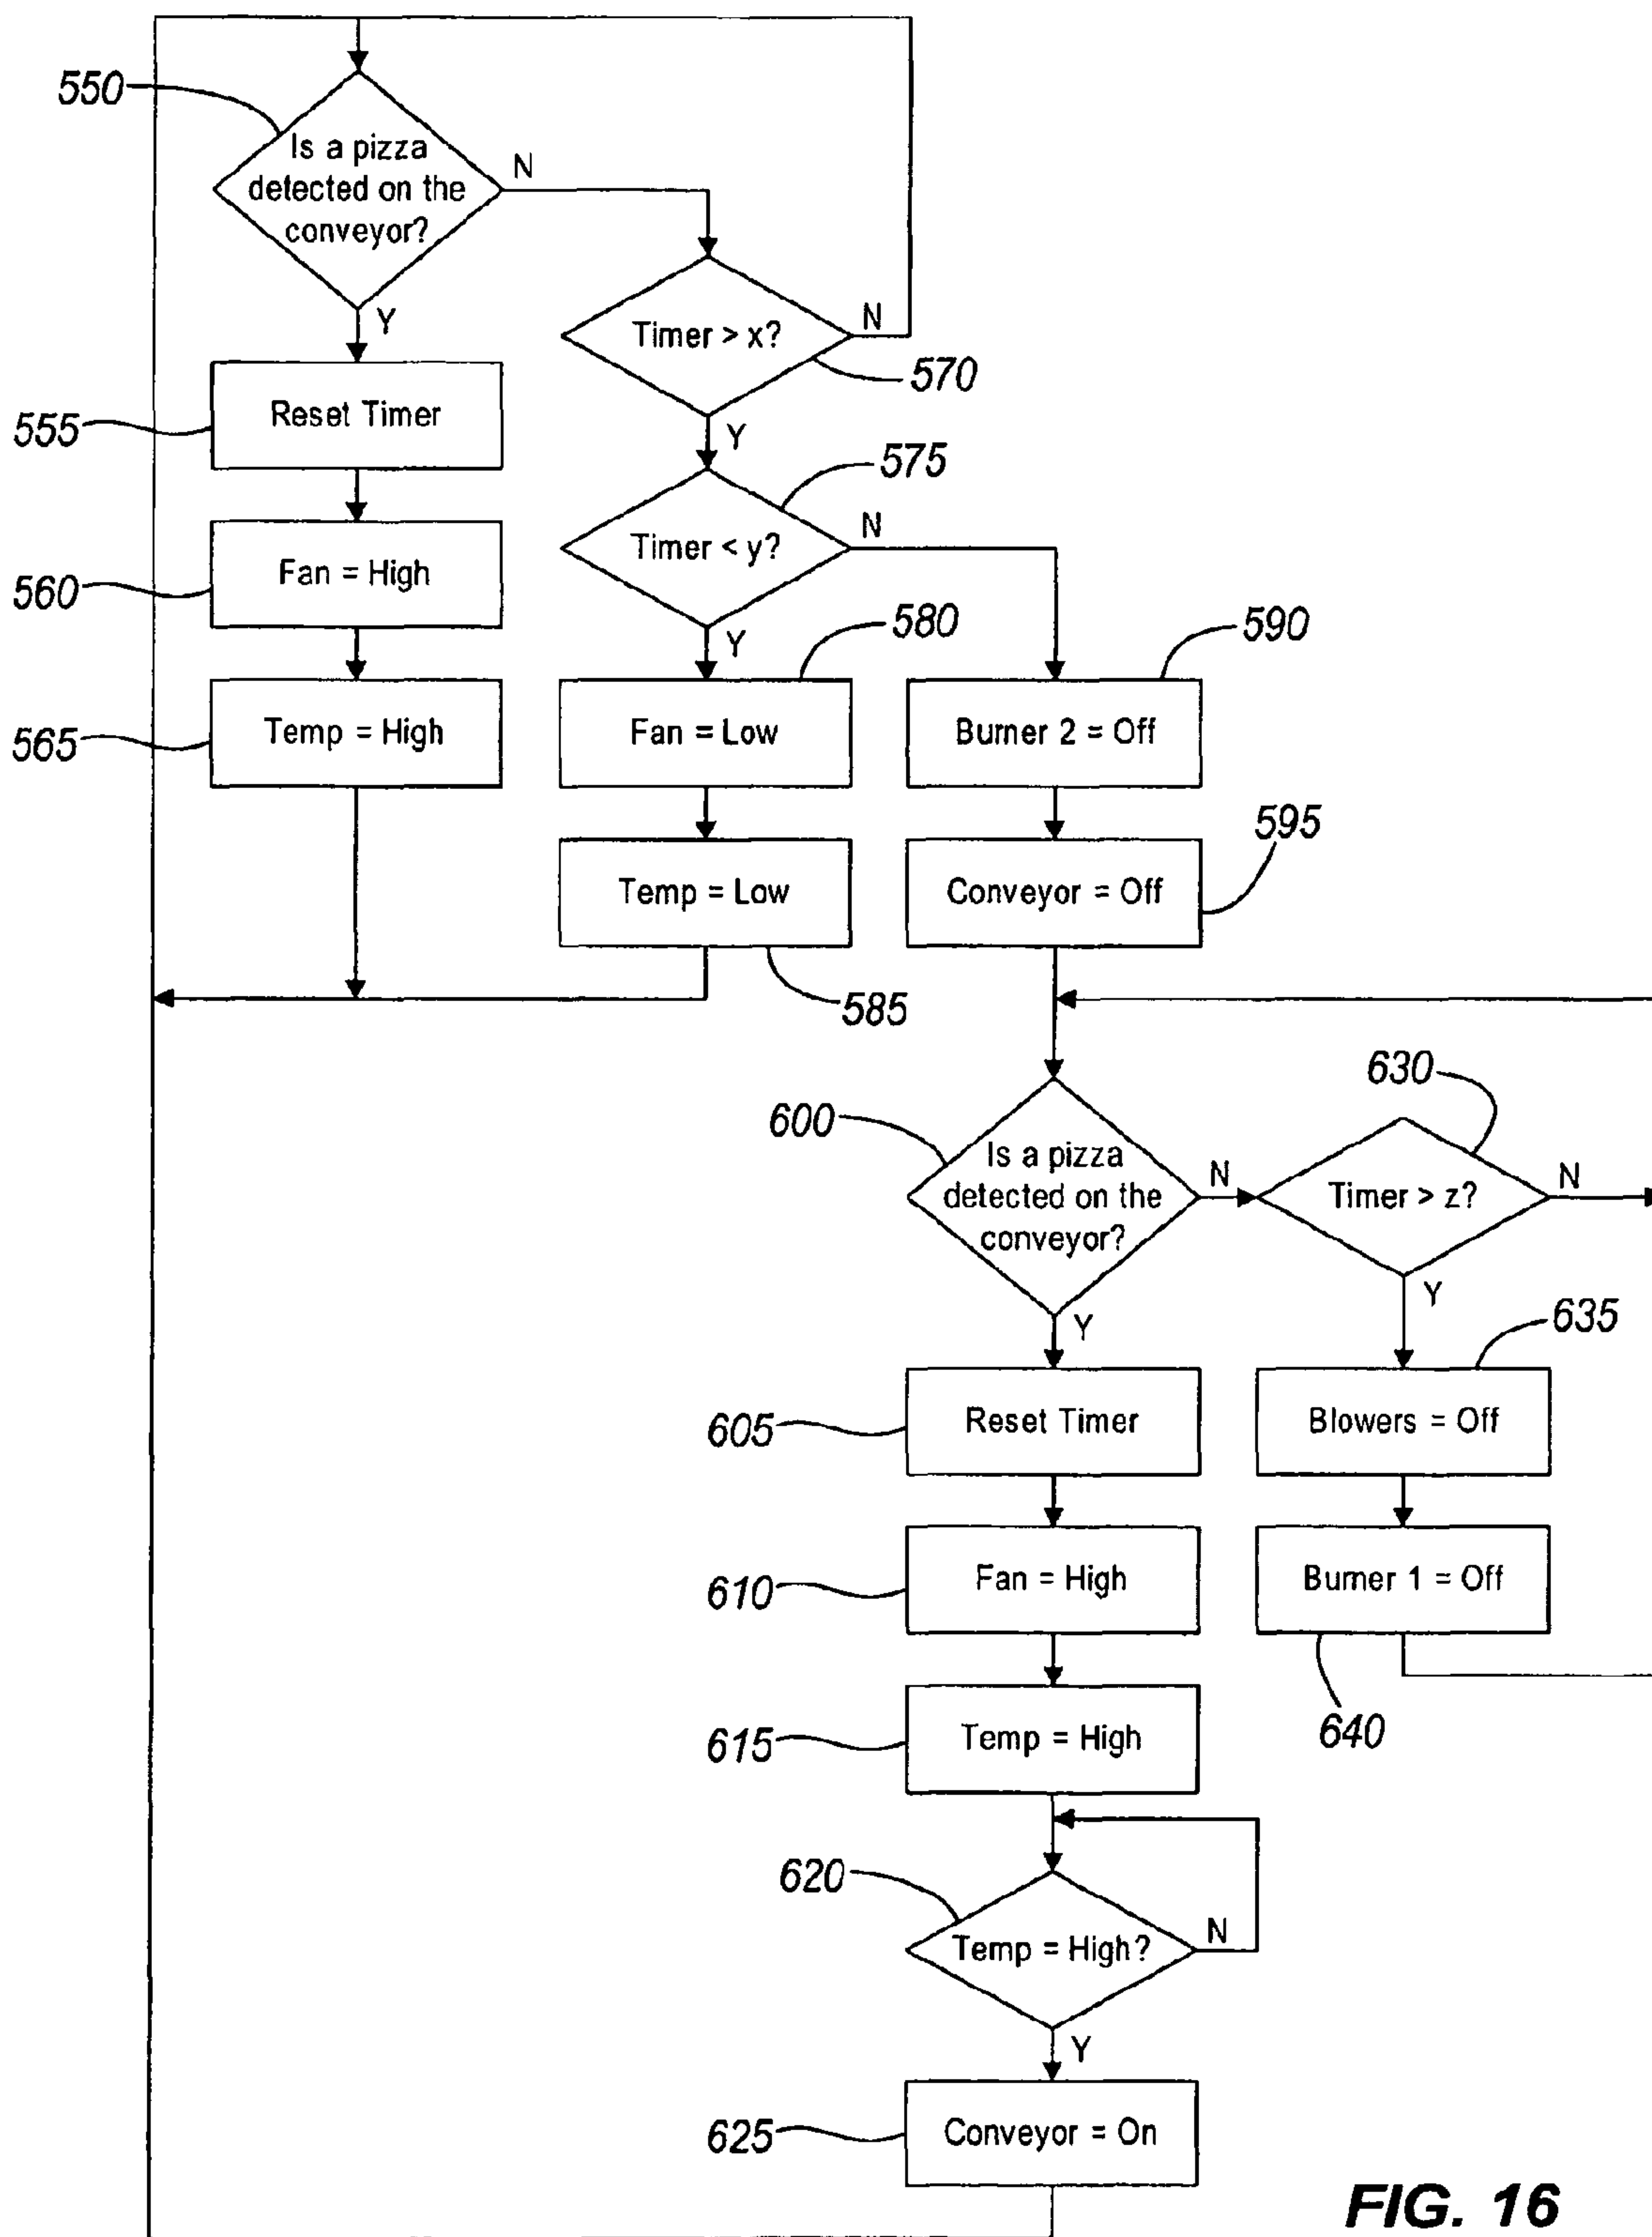 550
Is a pizza
detected on the
conveyor?
N
Y
Timer > x?
N
570
Y
555
Reset Timer
575
Timer < y?
N
Y
560
Fan = High
580
590
565
Temp = High
Fan = Low
Burner 2 = Off
595
Temp = Low
Conveyor = Off
585
600
Is a pizza
detected on the
conveyor?
N
Y
630
Timer > z?
N
Y
635
605
Reset Timer
Blowers = Off
610
Fan = High
Burner 1 = Off
640
615
Temp = High
620
Temp = High?
N
Y
625
Conveyor = On
FIG. 16